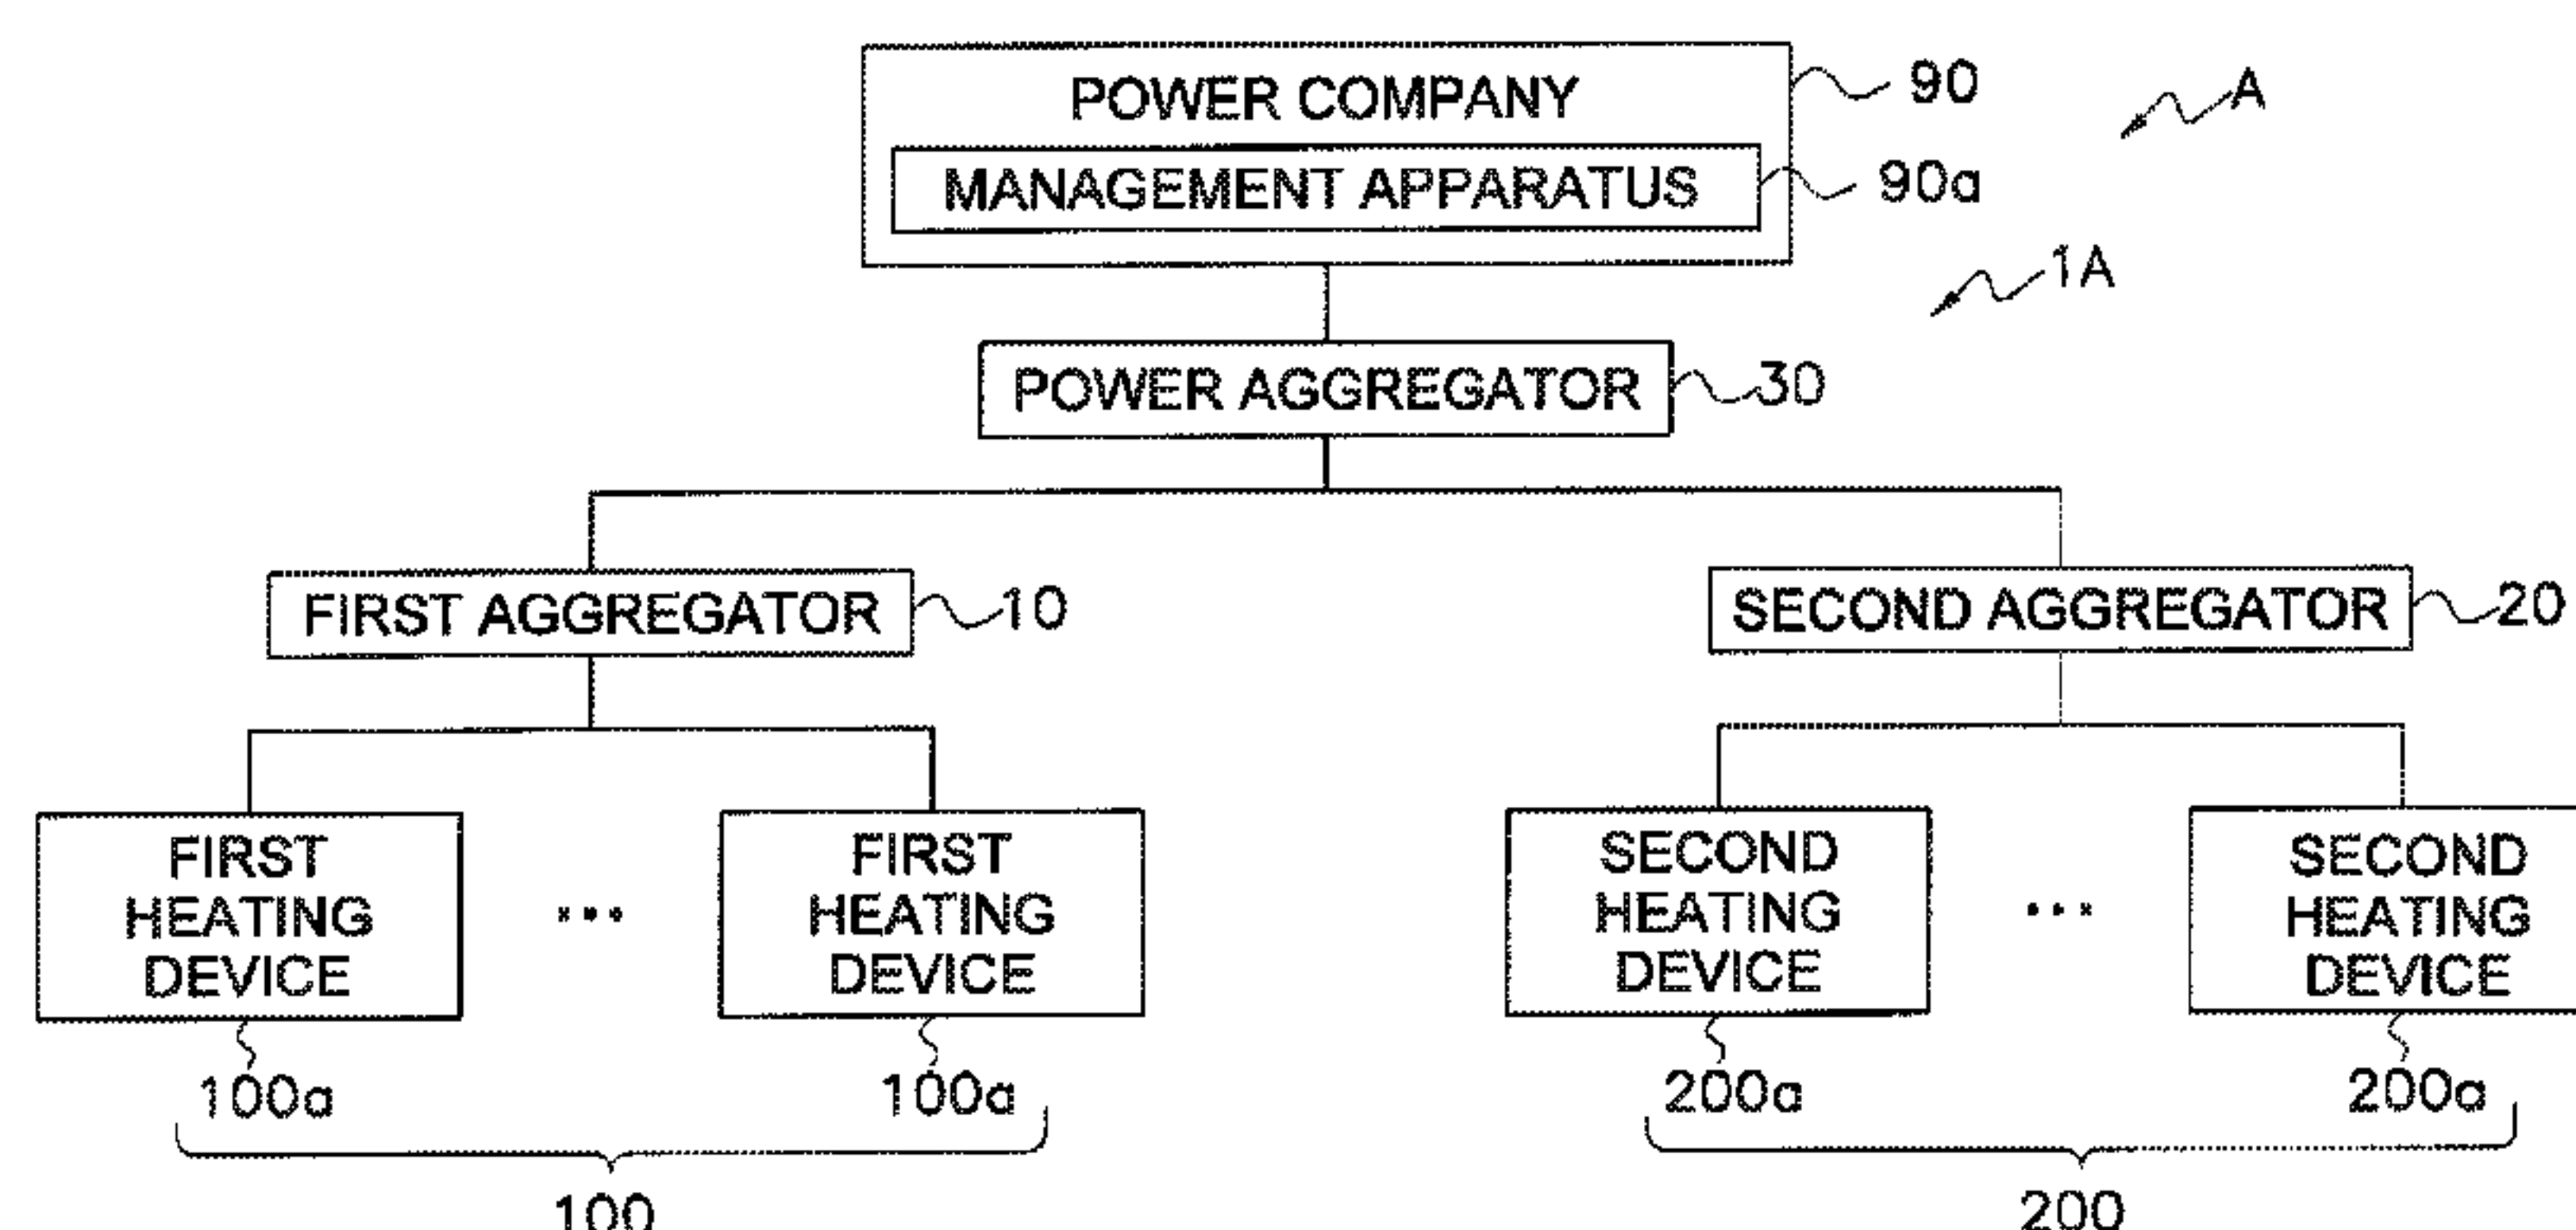 POWER COMPANY
90
A
MANAGEMENT APPARATUS
90a
1A
POWER AGGREGATOR
30
FIRST AGGREGATOR
10
SECOND AGGREGATOR
20
FIRST
HEATING
DEVICE
...
FIRST
HEATING
DEVICE
SECOND
HEATING
DEVICE
...
SECOND
HEATING
DEVICE
100a
100a
200a
200a
100
200